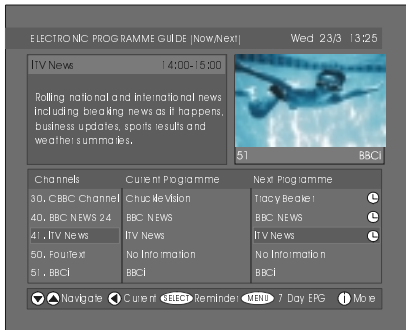 ELECTRONIC PROGRAMME GUIDE (Now/Next) Wed 23/3 13:25
ITV News 14:00-15:00
Rolling national and international news
including breaking news as it happens,
business updates, sports results and
weather summaries.
51 BBCi
Channels Current Programme Next Programme
30. CBBC Channel ChuckleVision Tracy Beaker
40. BBC NEWS 24 BBC NEWS BBC NEWS
41. ITV News ITV News ITV News
50. FourText No Information No Information
51. BBCi BBCi BBCi
Navigate Current SELECT Reminder MENU 7 Day EPG i More